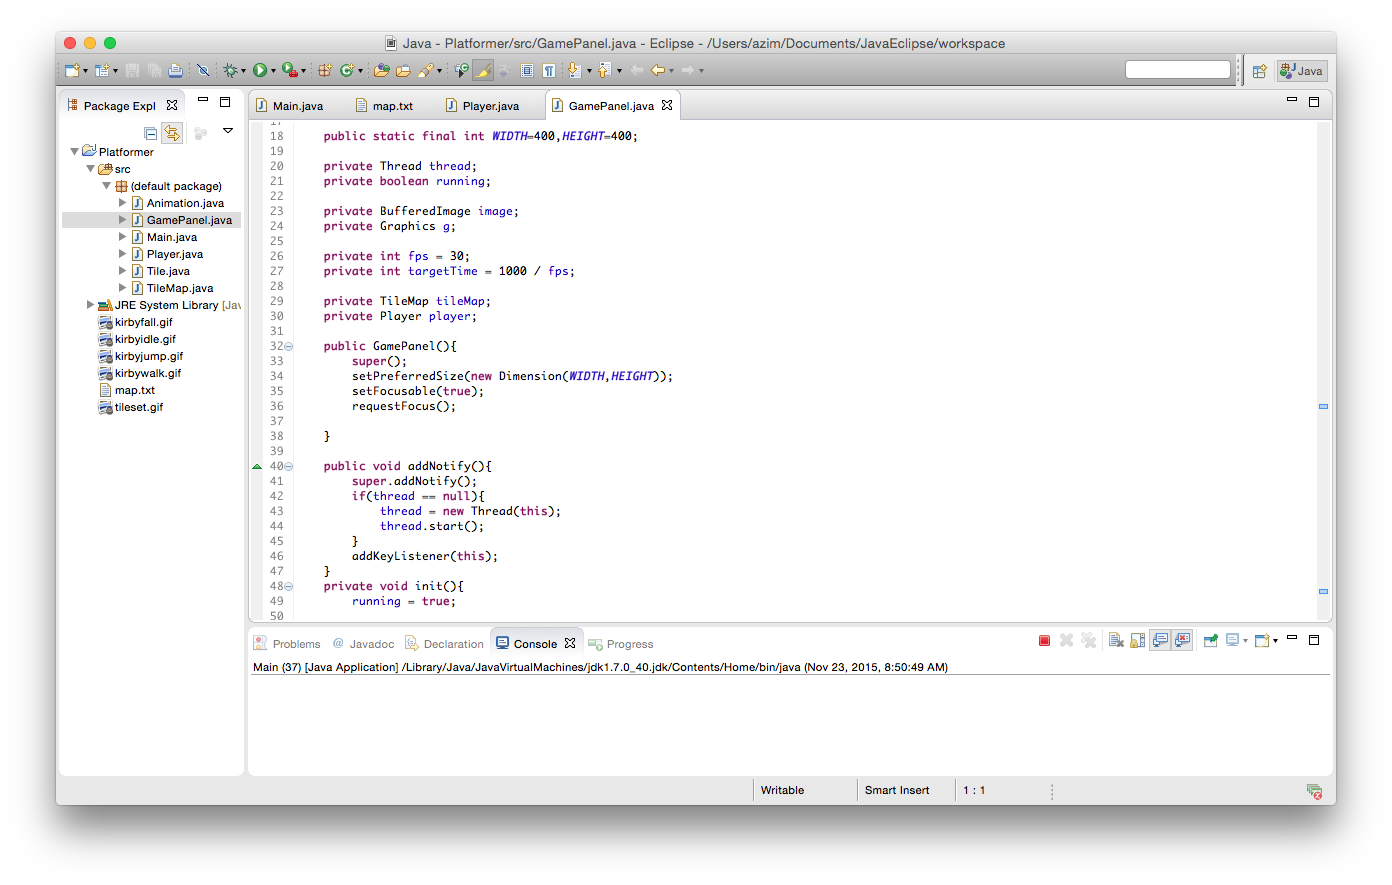 Java - Platformer/src/GamePanel.java - Eclipse - /Users/azim/Documents/JavaEclipse/workspace
Java
Package Expl
Main.java
map.txt
Player.java
GamePanel.java
Platformer
src
(default package)
Animation.java
GamePanel.java
Main.java
Player.java
Tile.java
TileMap.java
JRE System Library [Jav
kirbyfall.gif
kirbyidle.gif
kirbyjump.gif
kirbywalk.gif
map.txt
tileset.gif
17
18 public static final int WIDTH=400,HEIGHT=400;
19
20 private Thread thread;
21 private boolean running;
22
23 private BufferedImage image;
24 private Graphics g;
25
26 private int fps = 30;
27 private int targetTime = 1000 / fps;
28
29 private TileMap tileMap;
30 private Player player;
31
32 public GamePanel(){
33 super();
34 setPreferredSize(new Dimension(WIDTH,HEIGHT));
35 setFocusable(true);
36 requestFocus();
37
38 }
39
40 public void addNotify(){
41 super.addNotify();
42 if(thread == null){
43 thread = new Thread(this);
44 thread.start();
45 }
46 addKeyListener(this);
47 }
48 private void init(){
49 running = true;
50
Problems @ Javadoc Declaration Console Progress
Main (37) [Java Application] /Library/Java/JavaVirtualMachines/jdk1.7.0_40.jdk/Contents/Home/bin/java (Nov 23, 2015, 8:50:49 AM)
Writable Smart Insert 1 : 1